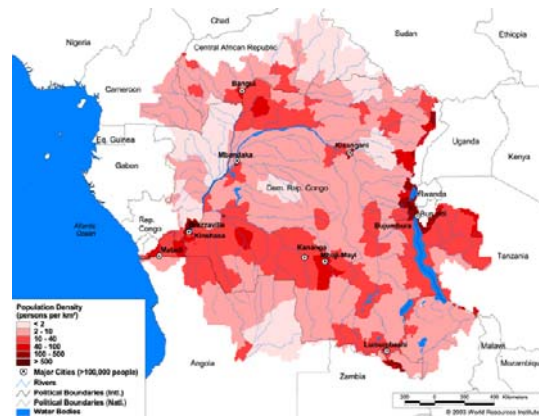 Chad
Nigeria
Sudan
Ethiopia
Central African Republic
Bangui
Cameroon
Eq. Guinea
Gabon
Mbandaka
Kisangani
Uganda
Kenya
Dem. Rep. Congo
Rwanda
Burundi
Rep.
Congo
Brazzaville
Kinshasa
Bujumbura
Atlantic
Ocean
Matadi
Kananga
Mbuji-Mayi
Tanzania
Population Density
(persons per km²)
< 2
2 - 10
10 - 40
40 - 100
100 - 500
> 500
Major Cities (>100,000 people)
Rivers
Political Boundaries (Intl.)
Political Boundaries (Natl.)
Water Bodies
Lubumbashi
Malawi
Mozambique
Angola
Zambia
Kilometers
© 2003 World Resources Institute